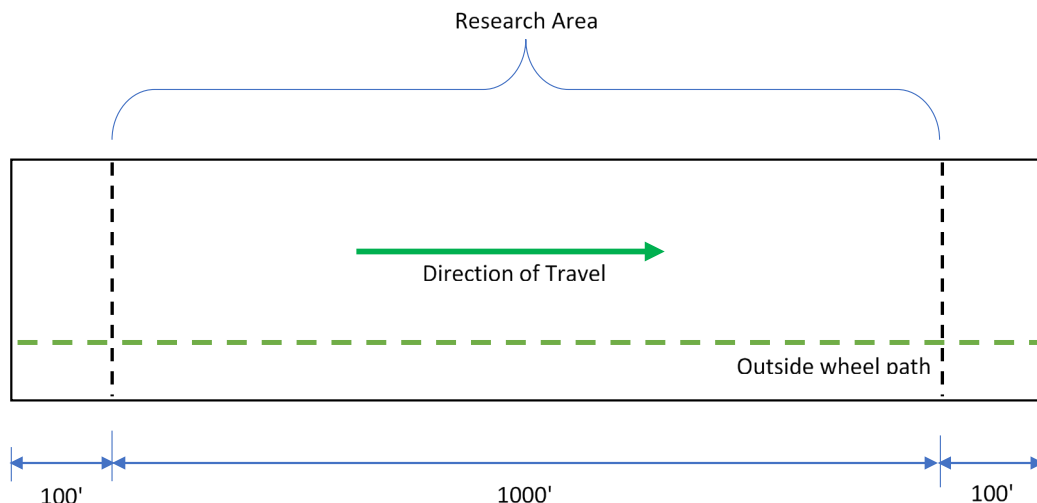 Research Area
Direction of Travel
Outside wheel path
100'
1000'
100'